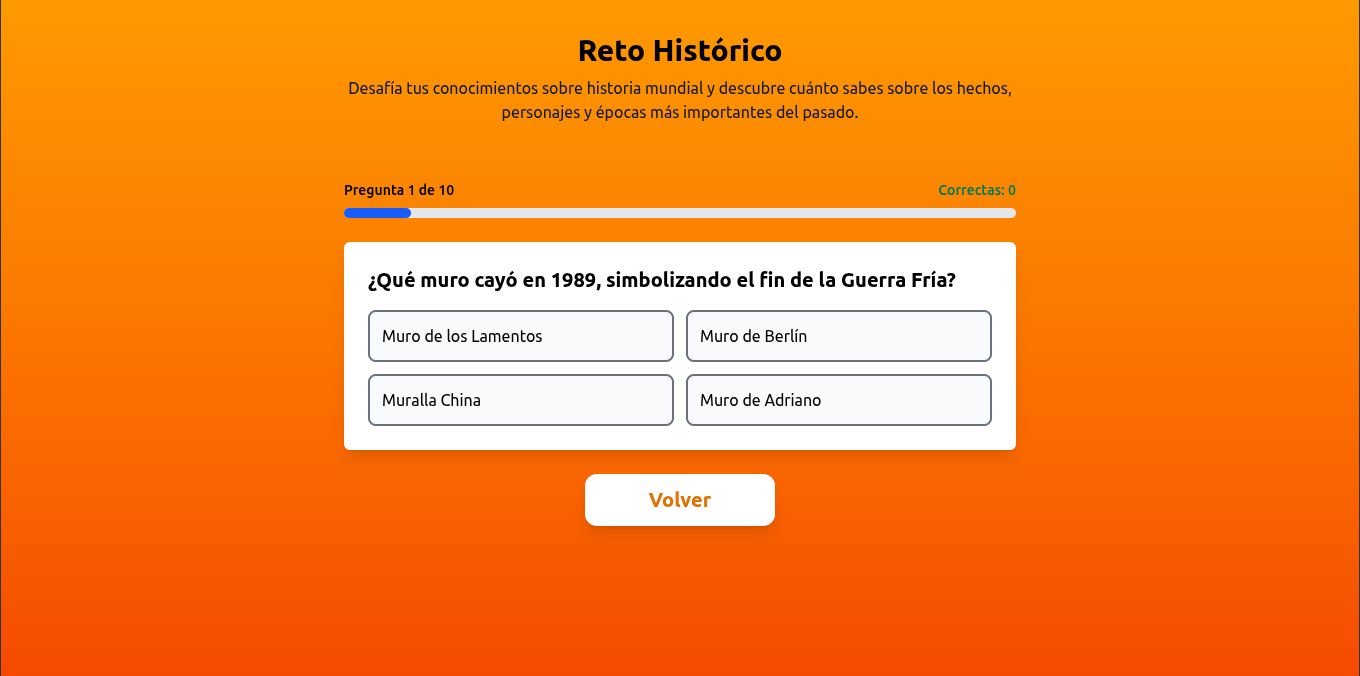 Reto Histórico
Desafía tus conocimientos sobre historia mundial y descubre cuánto sabes sobre los hechos,
personajes y épocas más importantes del pasado.
Pregunta 1 de 10
Correctas: 0
¿Qué muro cayó en 1989, simbolizando el fin de la Guerra Fría?
Muro de los Lamentos
Muro de Berlín
Muralla China
Muro de Adriano
Volver